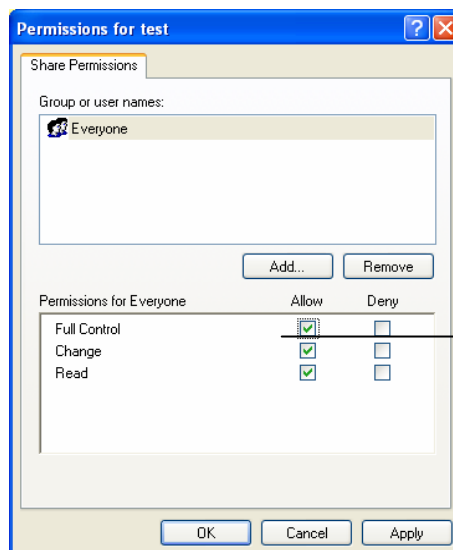 Permissions for test
Share Permissions
Group or user names:
Everyone
Add... Remove
Permissions for Everyone Allow Deny
Full Control
Change
Read
OK Cancel Apply